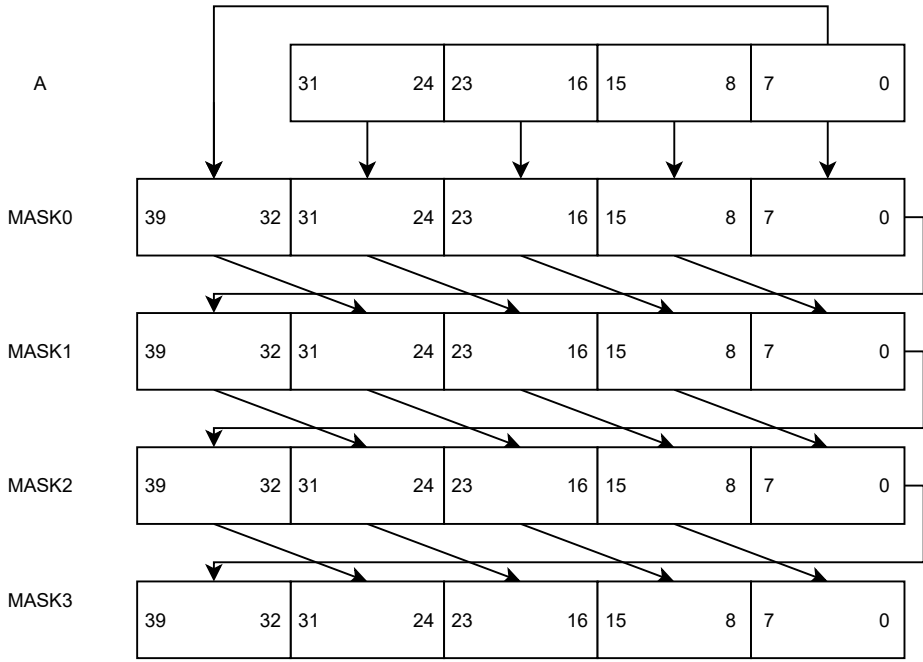 A 31 24 23 16 15 8 7 0
MASK0 39 32 31 24 23 16 15 8 7 0
MASK1 39 32 31 24 23 16 15 8 7 0
MASK2 39 32 31 24 23 16 15 8 7 0
MASK3 39 32 31 24 23 16 15 8 7 0